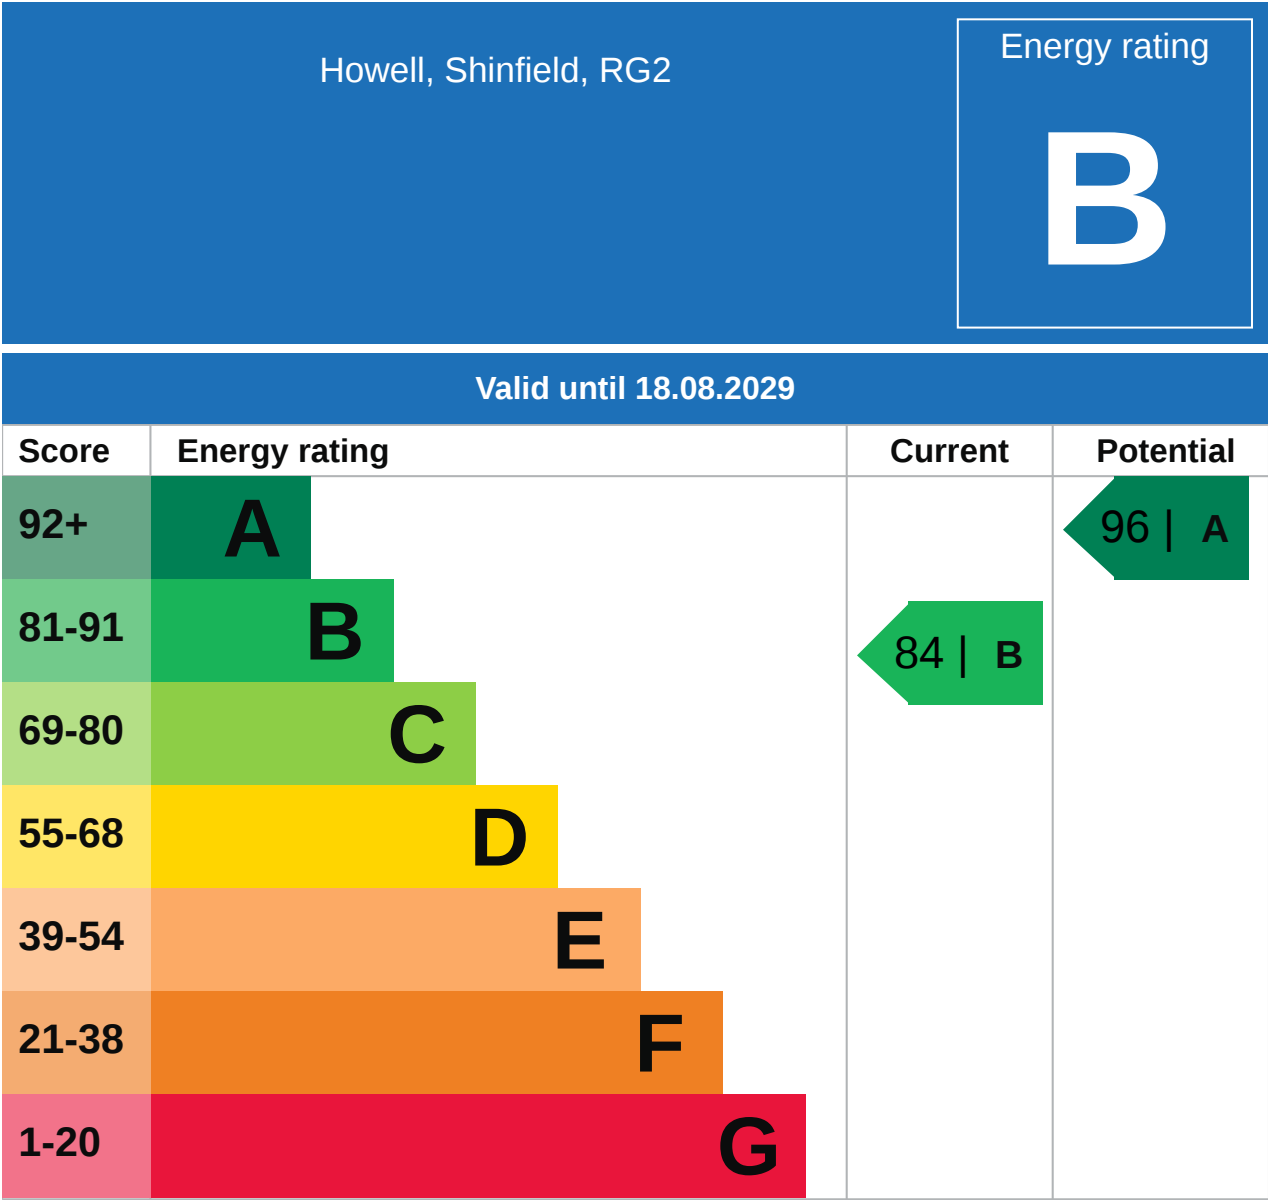 Howell, Shinfield, RG2
Energy rating
B
Valid until 18.08.2029
Score Energy rating Current Potential
92+ A 96 | A
81-91 B 84 | B
69-80 C
55-68 D
39-54 E
21-38 F
1-20 G